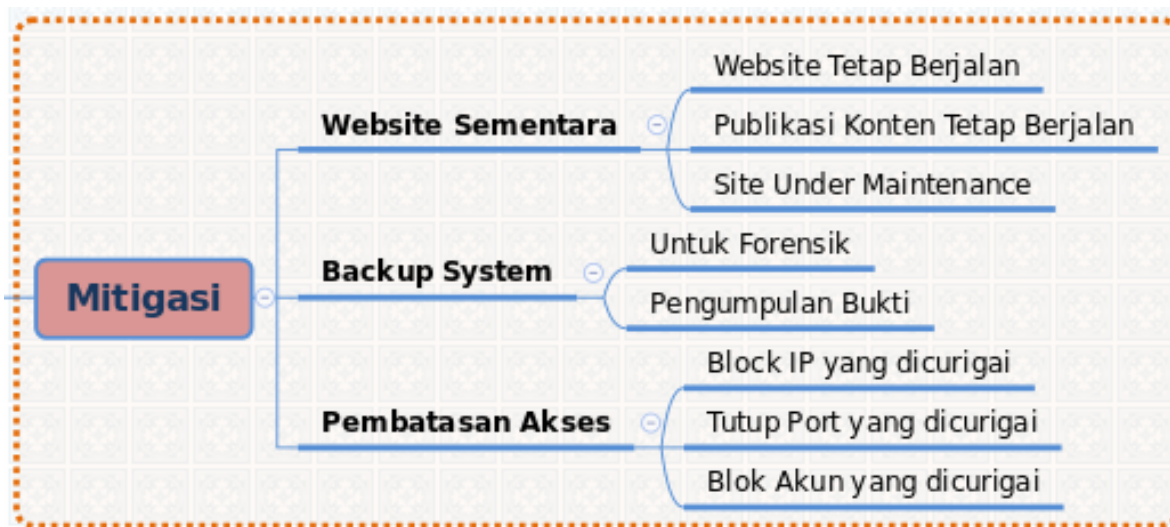 Mitigasi
Website Sementara
Website Tetap Berjalan
Publikasi Konten Tetap Berjalan
Site Under Maintenance
Backup System
Untuk Forensik
Pengumpulan Bukti
Pembatasan Akses
Block IP yang dicurigai
Tutup Port yang dicurigai
Blok Akun yang dicurigai